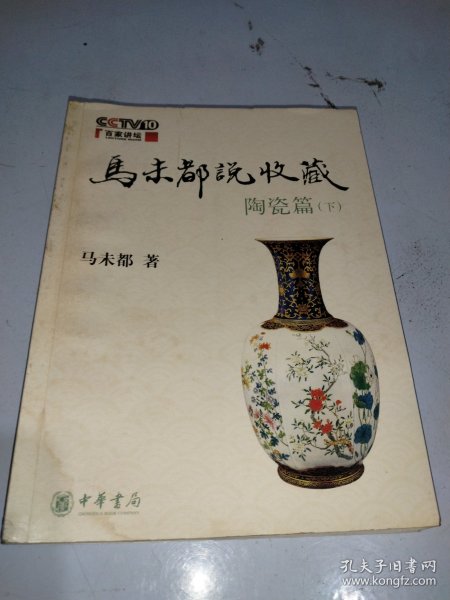 CCTV10
百家讲坛
馬未都說收藏
陶瓷篇(下)
马未都 著
中華書局
孔夫子旧书网
www.kongfz.com